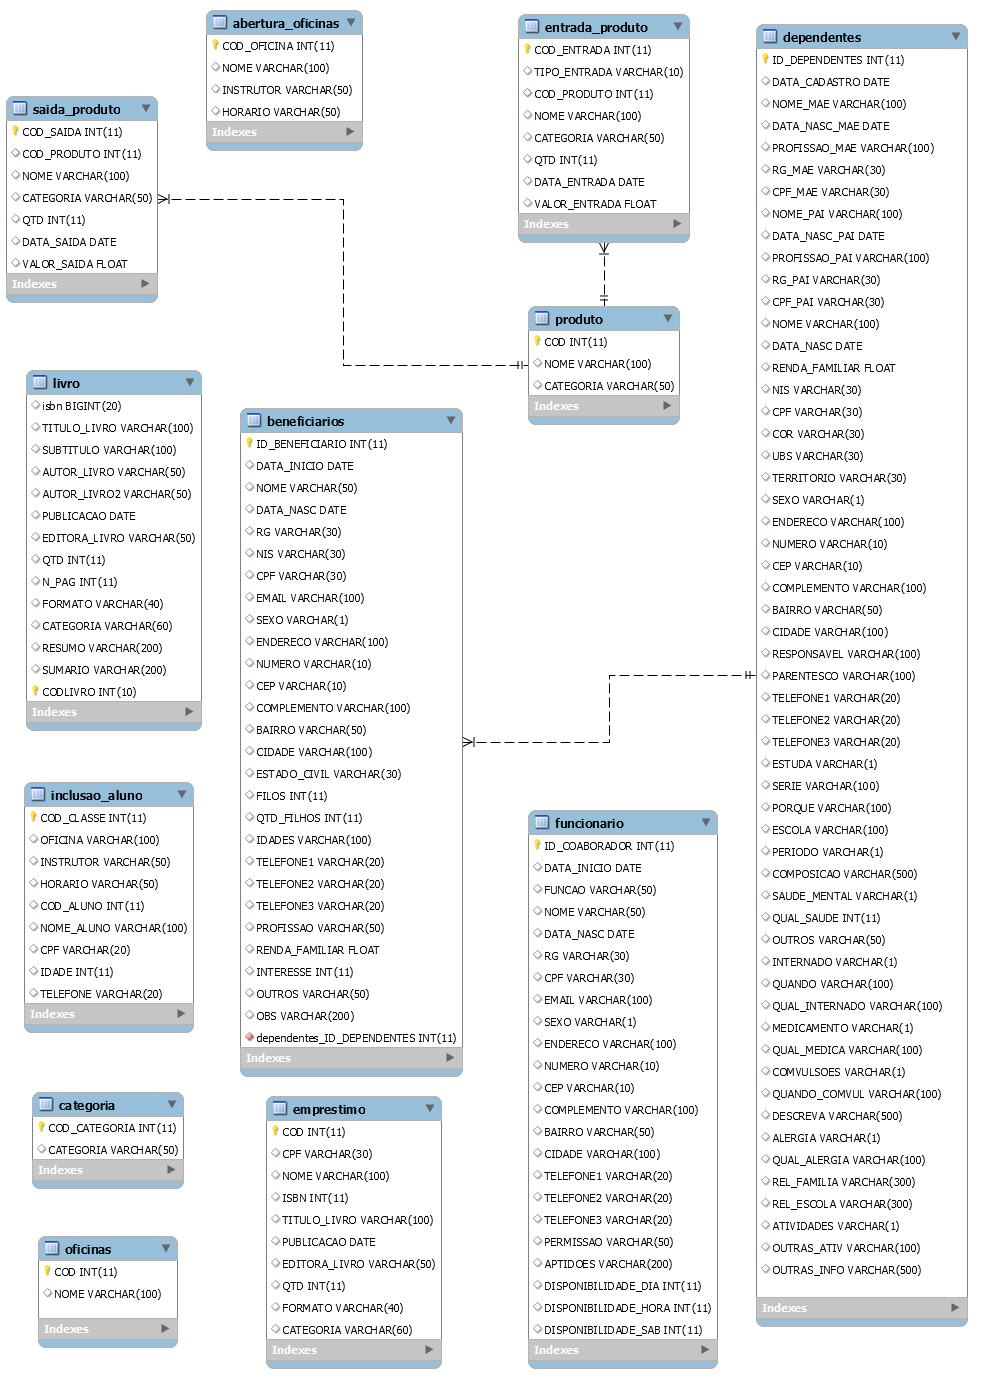 abertura_oficinas
COD_OFICINA INT(11)
NOME VARCHAR(100)
INSTRUTOR VARCHAR(50)
HORARIO VARCHAR(50)
Indexes
entrada_produto
COD_ENTRADA INT(11)
TIPO_ENTRADA VARCHAR(10)
COD_PRODUTO INT(11)
NOME VARCHAR(100)
CATEGORIA VARCHAR(50)
QTD INT(11)
DATA_ENTRADA DATE
VALOR_ENTRADA FLOAT
Indexes
dependentes
ID_DEPENDENTES INT(11)
DATA_CADASTRO DATE
NOME_MAE VARCHAR(100)
DATA_NASC_MAE DATE
PROFISSAO_MAE VARCHAR(100)
RG_MAE VARCHAR(30)
CPF_MAE VARCHAR(30)
NOME_PAI VARCHAR(100)
DATA_NASC_PAI DATE
PROFISSAO_PAI VARCHAR(100)
RG_PAI VARCHAR(30)
CPF_PAI VARCHAR(30)
NOME VARCHAR(100)
DATA_NASC DATE
RENDA_FAMILIAR FLOAT
NIS VARCHAR(30)
CPF VARCHAR(30)
COR VARCHAR(30)
UBS VARCHAR(30)
TERRITORIO VARCHAR(30)
SEXO VARCHAR(1)
ENDERECO VARCHAR(100)
NUMERO VARCHAR(10)
CEP VARCHAR(10)
COMPLEMENTO VARCHAR(100)
BAIRRO VARCHAR(50)
CIDADE VARCHAR(100)
RESPONSAVEL VARCHAR(100)
PARENTESCO VARCHAR(100)
TELEFONE1 VARCHAR(20)
TELEFONE2 VARCHAR(20)
TELEFONE3 VARCHAR(20)
ESTUDA VARCHAR(1)
SERIE VARCHAR(100)
PORQUE VARCHAR(100)
ESCOLA VARCHAR(100)
PERIODO VARCHAR(1)
COMPOSICAO VARCHAR(500)
SAUDE_MENTAL VARCHAR(1)
QUAL_SAUDE INT(11)
OUTROS VARCHAR(50)
INTERNADO VARCHAR(1)
QUANDO VARCHAR(100)
QUAL_INTERNADO VARCHAR(100)
MEDICAMENTO VARCHAR(1)
QUAL_MEDICA VARCHAR(100)
COMVULSOES VARCHAR(1)
QUANDO_COMVUL VARCHAR(100)
DESCREVA VARCHAR(500)
ALERGIA VARCHAR(1)
QUAL_ALERGIA VARCHAR(100)
REL_FAMILIA VARCHAR(300)
REL_ESCOLA VARCHAR(300)
ATIVIDADES VARCHAR(1)
OUTRAS_ATIV VARCHAR(100)
OUTRAS_INFO VARCHAR(500)
Indexes
saida_produto
COD_SAIDA INT(11)
COD_PRODUTO INT(11)
NOME VARCHAR(100)
CATEGORIA VARCHAR(50)
QTD INT(11)
DATA_SAIDA DATE
VALOR_SAIDA FLOAT
Indexes
produto
COD INT(11)
NOME VARCHAR(100)
CATEGORIA VARCHAR(50)
Indexes
livro
isbn BIGINT(20)
TITULO_LIVRO VARCHAR(100)
SUBTITULO VARCHAR(100)
AUTOR_LIVRO VARCHAR(50)
AUTOR_LIVRO2 VARCHAR(50)
PUBLICACAO DATE
EDITORA_LIVRO VARCHAR(50)
QTD INT(11)
N_PAG INT(11)
FORMATO VARCHAR(40)
CATEGORIA VARCHAR(60)
RESUMO VARCHAR(200)
SUMARIO VARCHAR(200)
CODLIVRO INT(10)
Indexes
beneficiarios
ID_BENEFICIARIO INT(11)
DATA_INICIO DATE
NOME VARCHAR(50)
DATA_NASC DATE
RG VARCHAR(30)
NIS VARCHAR(30)
CPF VARCHAR(30)
EMAIL VARCHAR(100)
SEXO VARCHAR(1)
ENDERECO VARCHAR(100)
NUMERO VARCHAR(10)
CEP VARCHAR(10)
COMPLEMENTO VARCHAR(100)
BAIRRO VARCHAR(50)
CIDADE VARCHAR(100)
ESTADO_CIVIL VARCHAR(30)
FILOS INT(11)
QTD_FILHOS INT(11)
IDADES VARCHAR(100)
TELEFONE1 VARCHAR(20)
TELEFONE2 VARCHAR(20)
TELEFONE3 VARCHAR(20)
PROFISSAO VARCHAR(50)
RENDA_FAMILIAR FLOAT
INTERESSE INT(11)
OUTROS VARCHAR(50)
OBS VARCHAR(200)
dependentes_ID_DEPENDENTES INT(11)
Indexes
inclusao_aluno
COD_CLASSE INT(11)
OFICINA VARCHAR(100)
INSTRUTOR VARCHAR(50)
HORARIO VARCHAR(50)
COD_ALUNO INT(11)
NOME_ALUNO VARCHAR(100)
CPF VARCHAR(20)
IDADE INT(11)
TELEFONE VARCHAR(20)
Indexes
funcionario
ID_COABORADOR INT(11)
DATA_INICIO DATE
FUNCAO VARCHAR(50)
NOME VARCHAR(50)
DATA_NASC DATE
RG VARCHAR(30)
CPF VARCHAR(30)
EMAIL VARCHAR(100)
SEXO VARCHAR(1)
ENDERECO VARCHAR(100)
NUMERO VARCHAR(10)
CEP VARCHAR(10)
COMPLEMENTO VARCHAR(100)
BAIRRO VARCHAR(50)
CIDADE VARCHAR(100)
TELEFONE1 VARCHAR(20)
TELEFONE2 VARCHAR(20)
TELEFONE3 VARCHAR(20)
PERMISSAO VARCHAR(50)
APTIDOES VARCHAR(200)
DISPONIBILIDADE_DIA INT(11)
DISPONIBILIDADE_HORA INT(11)
DISPONIBILIDADE_SAB INT(11)
Indexes
categoria
COD_CATEGORIA INT(11)
CATEGORIA VARCHAR(50)
Indexes
emprestimo
COD INT(11)
CPF VARCHAR(30)
NOME VARCHAR(100)
ISBN INT(11)
TITULO_LIVRO VARCHAR(100)
PUBLICACAO DATE
EDITORA_LIVRO VARCHAR(50)
QTD INT(11)
FORMATO VARCHAR(40)
CATEGORIA VARCHAR(60)
Indexes
oficinas
COD INT(11)
NOME VARCHAR(100)
Indexes